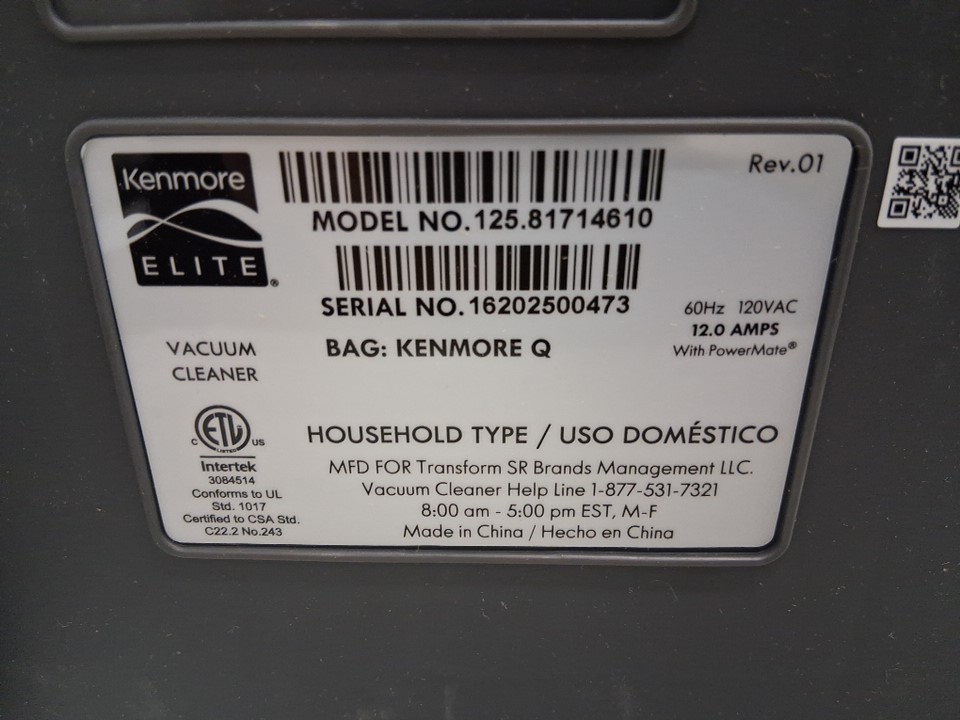 Kenmore
ELITE®
Rev.01
MODEL NO.125.81714610
SERIAL NO.16202500473
60Hz 120VAC
12.0 AMPS
With PowerMate®
BAG: KENMORE Q
VACUUM
CLEANER
C ETL US
LISTED
Intertek
3084514
Conforms to UL
Std. 1017
Certified to CSA Std.
C22.2 No.243
HOUSEHOLD TYPE / USO DOMÉSTICO
MFD FOR Transform SR Brands Management LLC.
Vacuum Cleaner Help Line 1-877-531-7321
8:00 am - 5:00 pm EST, M-F
Made in China / Hecho en China